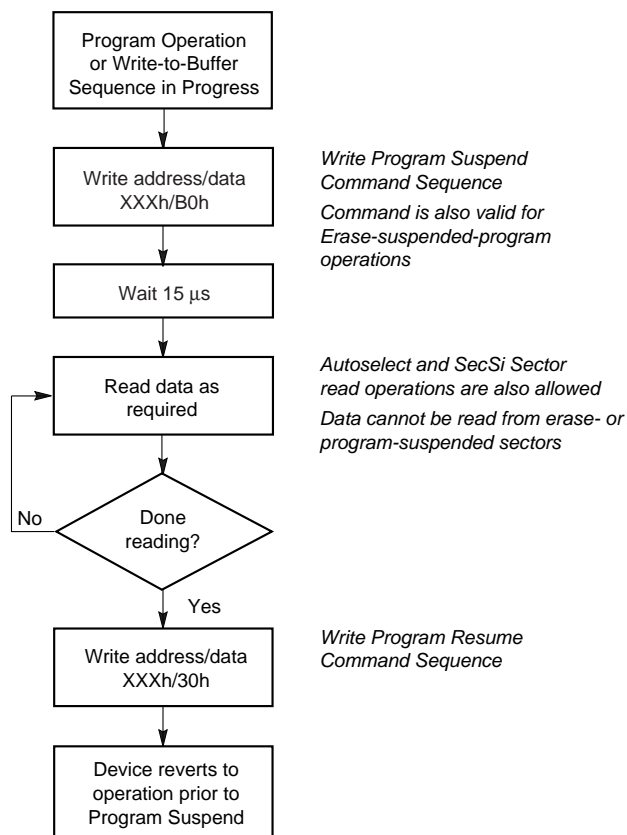 Program Operation
or Write-to-Buffer
Sequence in Progress
Write address/data
XXXh/B0h
Write Program Suspend
Command Sequence
Command is also valid for
Erase-suspended-program
operations
Wait 15 μs
Read data as
required
Autoselect and SecSi Sector
read operations are also allowed
Data cannot be read from erase- or
program-suspended sectors
No
Done
reading?
Yes
Write address/data
XXXh/30h
Write Program Resume
Command Sequence
Device reverts to
operation prior to
Program Suspend